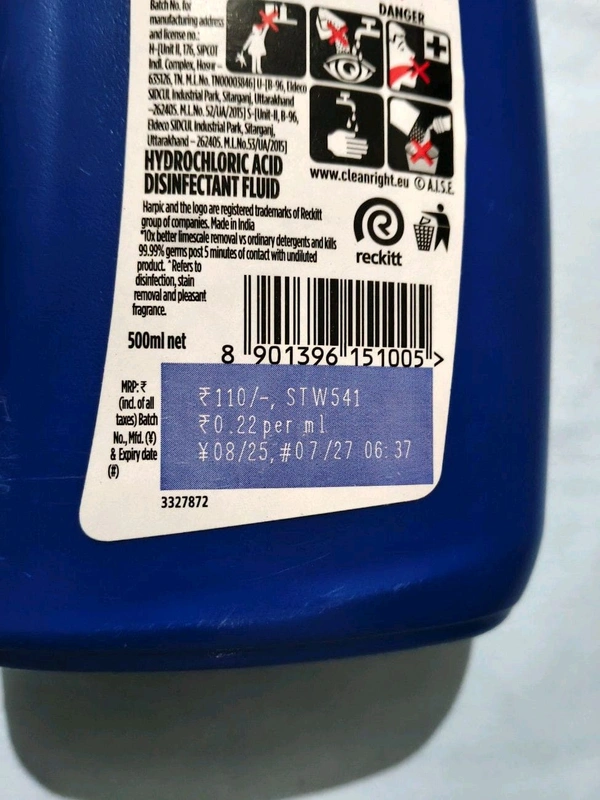 Batch No. for
manufacturing address
and license no.:
H-[Unit II, 176, SIPCOT
Indl. Complex, Hosur –
635126, TN. M.L No. TN00003846] U-[B-96, Eldeco
SIDCUL Industrial Park, Sitarganj, Uttarakhand
–262405. M.L.No. 52/UA/2015] S-[Unit-II, B-96,
Eldeco SIDCUL Industrial Park, Sitarganj,
Uttarakhand – 262405. M.L.No.53/UA/2015]
DANGER
www.cleanright.eu © A.I.S.E.
HYDROCHLORIC ACID
DISINFECTANT FLUID
Harpic and the logo are registered trademarks of Reckitt
group of companies. Made in India
*10x better limescale removal vs ordinary detergents and kills
99.99% germs post 5 minutes of contact with undiluted
product. ^Refers to
disinfection, stain
removal and pleasant
fragrance.
reckitt
500ml net
8 901396 151005 >
MRP: ₹
(incl. of all
taxes) Batch
No., Mfd. (¥)
& Expiry date
(#)
₹110/-, STW541
₹0.22 per ml
¥08/25, #07/27 06:37
3327872